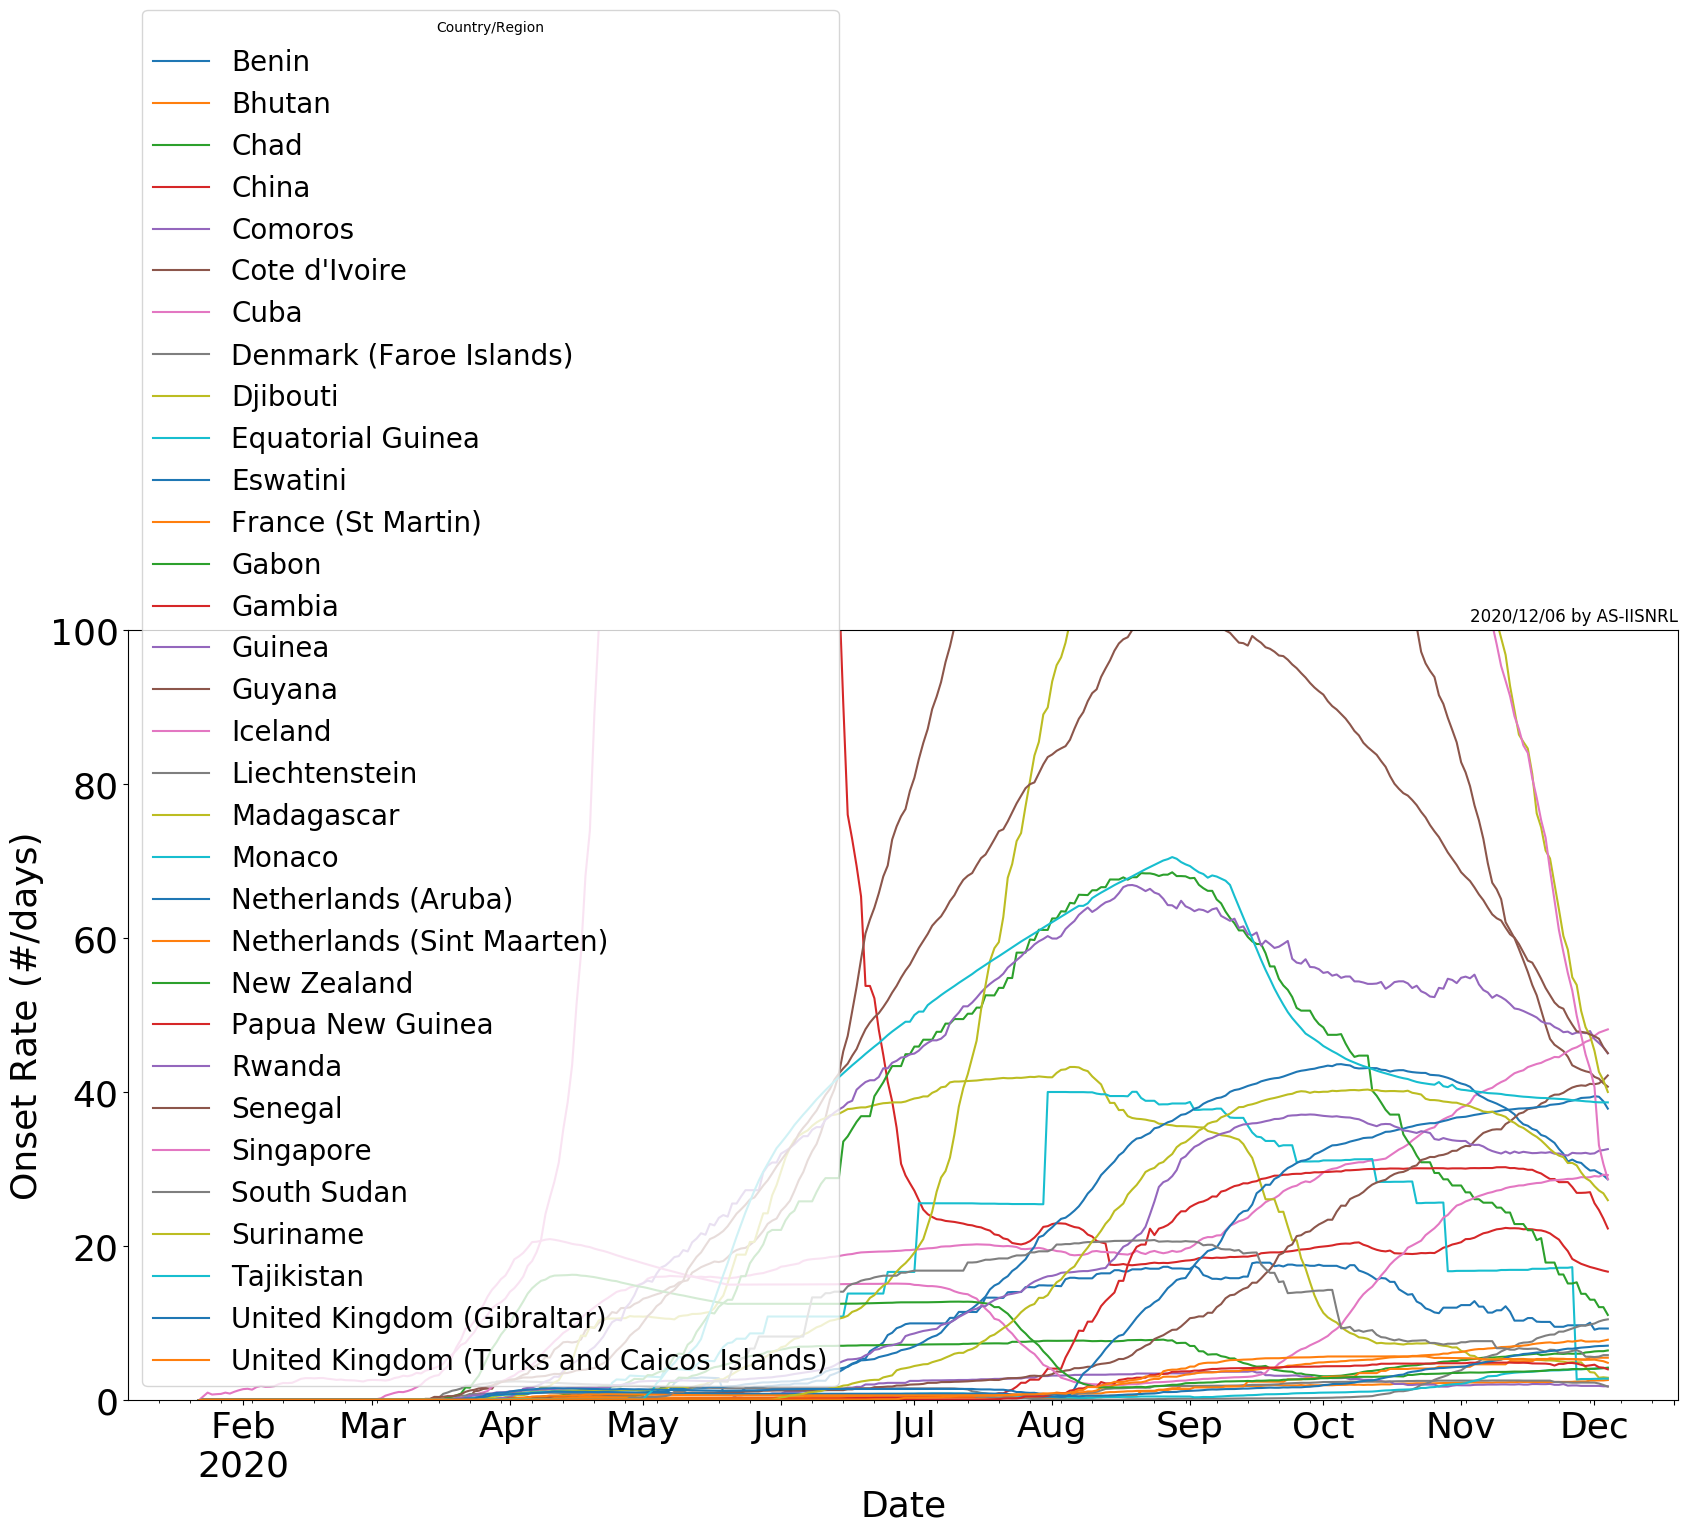 Country/Region
Benin
Bhutan
Chad
China
Comoros
Cote d'Ivoire
Cuba
Denmark (Faroe Islands)
Djibouti
Equatorial Guinea
Eswatini
France (St Martin)
Gabon
Gambia
Guinea
Guyana
Iceland
Liechtenstein
Madagascar
Monaco
Netherlands (Aruba)
Netherlands (Sint Maarten)
New Zealand
Papua New Guinea
Rwanda
Senegal
Singapore
South Sudan
Suriname
Tajikistan
United Kingdom (Gibraltar)
United Kingdom (Turks and Caicos Islands)
2020/12/06 by AS-IISNRL
Onset Rate (#/days)
100
80
60
40
20
0
Feb Mar Apr May Jun Jul Aug Sep Oct Nov Dec
2020
Date